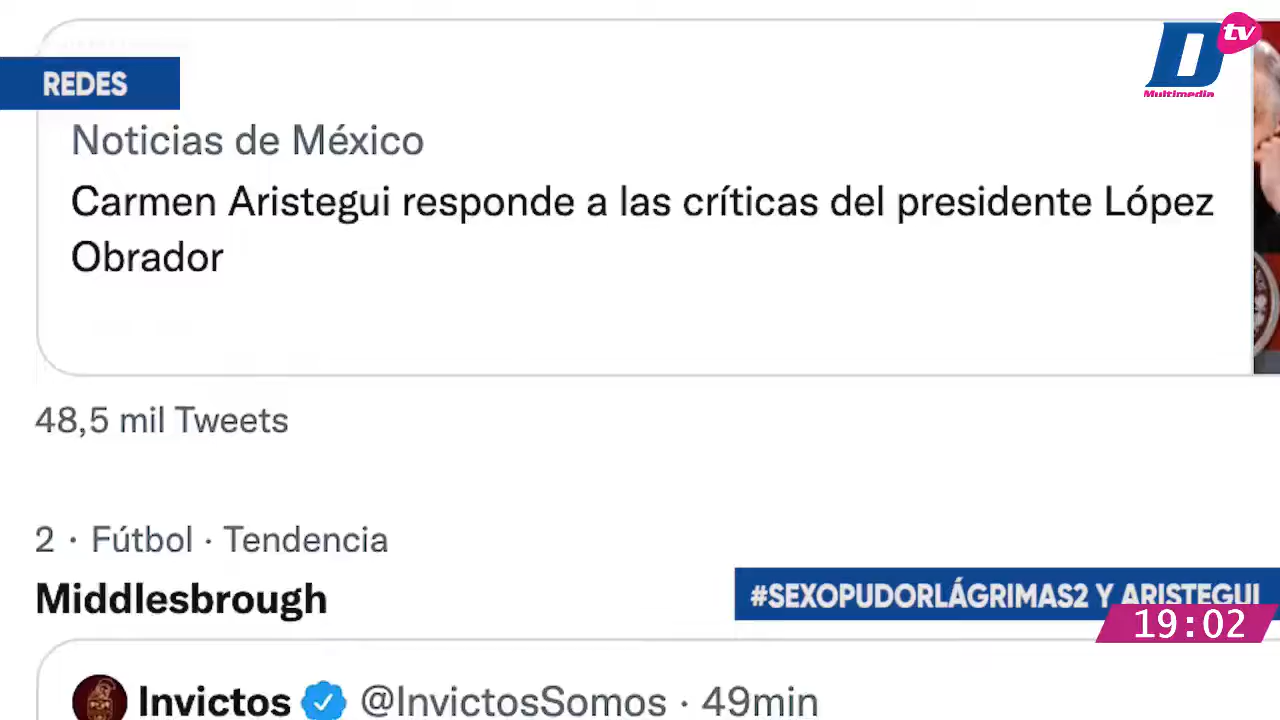 D tv
Multimedia
REDES
Noticias de México
Carmen Aristegui responde a las críticas del presidente López
Obrador
48,5 mil Tweets
2 · Fútbol · Tendencia
Middlesbrough
#SEXOPUDORLÁGRIMAS2 Y ARISTEGUI
19:02
Invictos @InvictosSomos · 49min